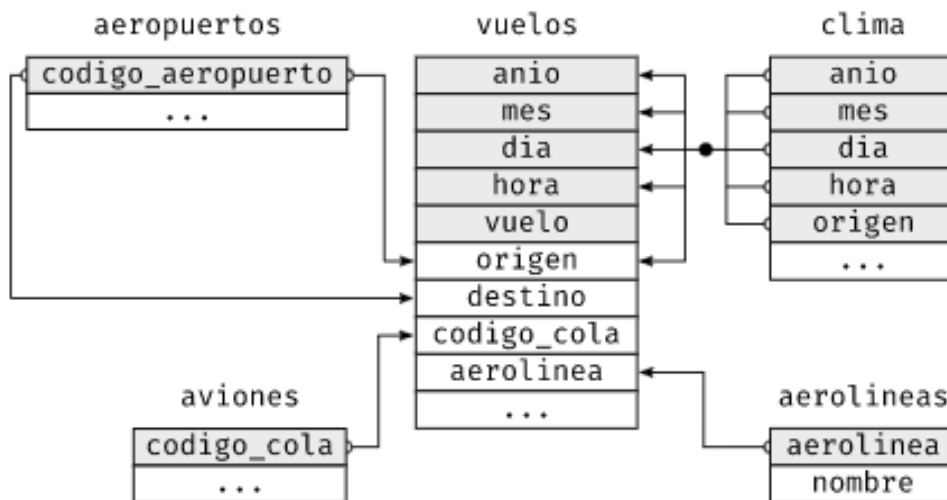 aeropuertos
codigo_aeropuerto
...
vuelos
anio
mes
dia
hora
vuelo
origen
destino
codigo_cola
aerolinea
...
clima
anio
mes
dia
hora
origen
...
aviones
codigo_cola
...
aerolineas
aerolinea
nombre